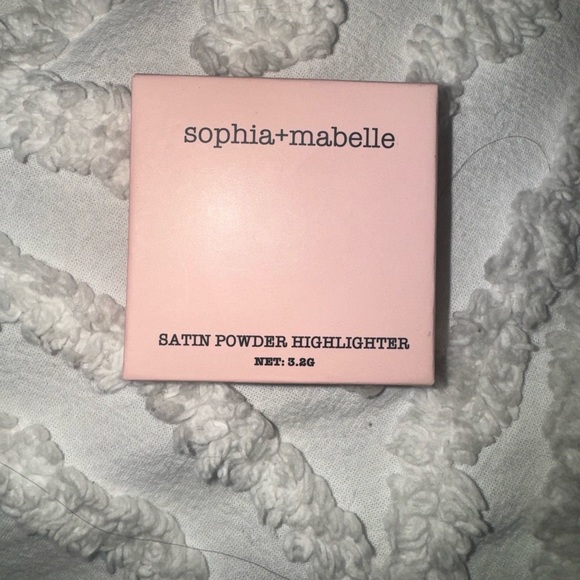 sophia+mabelle
SATIN POWDER HIGHLIGHTER
NET: 3.2G